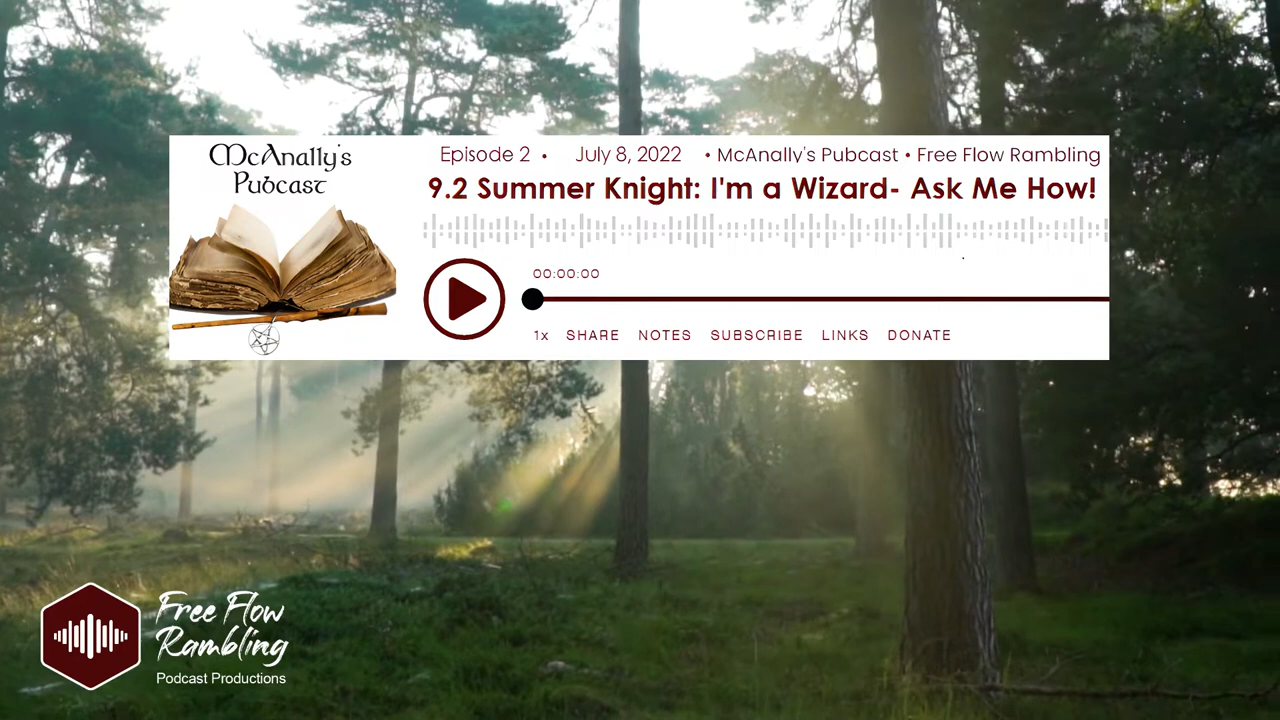 McAnally's
Pubcast
Episode 2 • July 8, 2022 • McAnally's Pubcast • Free Flow Rambling
9.2 Summer Knight: I'm a Wizard- Ask Me How!
00:00:00
1x SHARE NOTES SUBSCRIBE LINKS DONATE
Free Flow
Rambling
Podcast Productions